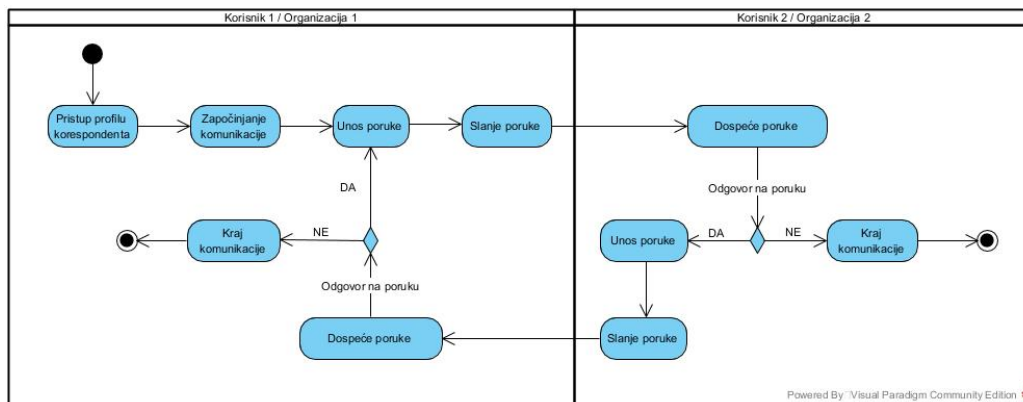 Korisnik 1 / Organizacija 1
Korisnik 2 / Organizacija 2
Pristup profilu
korespondenta
Započinjanje
komunikacije
Unos poruke
Slanje poruke
Dospeće poruke
DA
Odgovor na poruku
Kraj
komunikacije
NE
Unos poruke
DA
NE
Kraj
komunikacije
Odgovor na poruku
Dospeće poruke
Slanje poruke
Powered By Visual Paradigm Community Edition